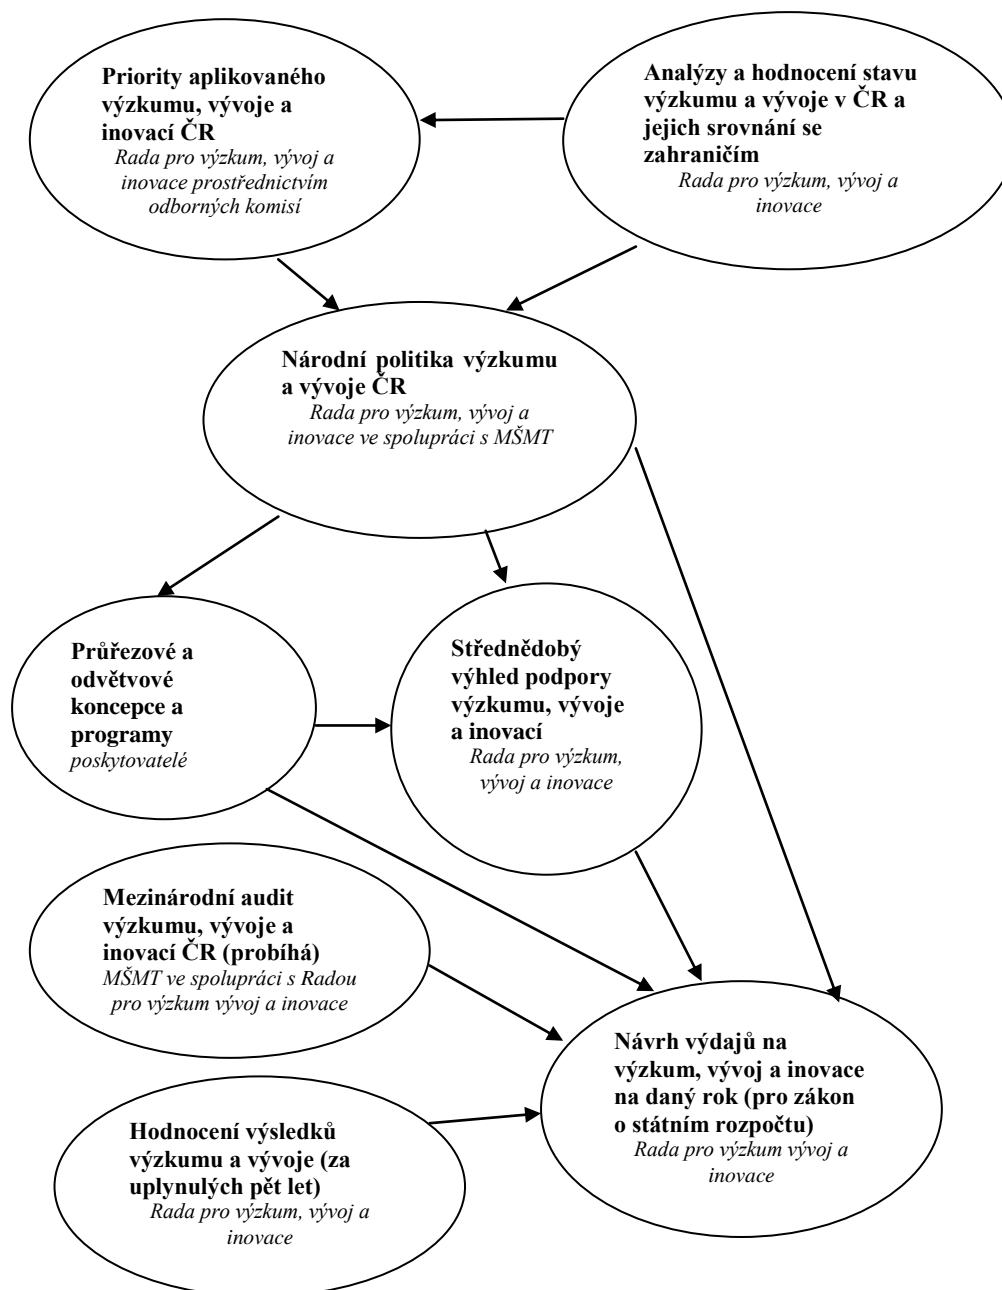 Priority aplikovaného
výzkumu, vývoje a
inovací ČR
Rada pro výzkum, vývoj a
inovace prostřednictvím
odborných komisí
Analýzy a hodnocení stavu
výzkumu a vývoje v ČR a
jejich srovnání se
zahraničím
Rada pro výzkum, vývoj a
inovace
Národní politika výzkumu
a vývoje ČR
Rada pro výzkum, vývoj a
inovace ve spolupráci s MŠMT
Průřezové a
odvětvové
koncepce a
programy
poskytovatelé
Střednědobý
výhled podpory
výzkumu, vývoje
a inovací
Rada pro výzkum,
vývoj a inovace
Mezinárodní audit
výzkumu, vývoje a
inovací ČR (probíhá)
MŠMT ve spolupráci s Radou
pro výzkum vývoj a inovace
Návrh výdajů na
výzkum, vývoj a inovace
na daný rok (pro zákon
o státním rozpočtu)
Rada pro výzkum vývoj a
inovace
Hodnocení výsledků
výzkumu a vývoje (za
uplynulých pět let)
Rada pro výzkum, vývoj a
inovace